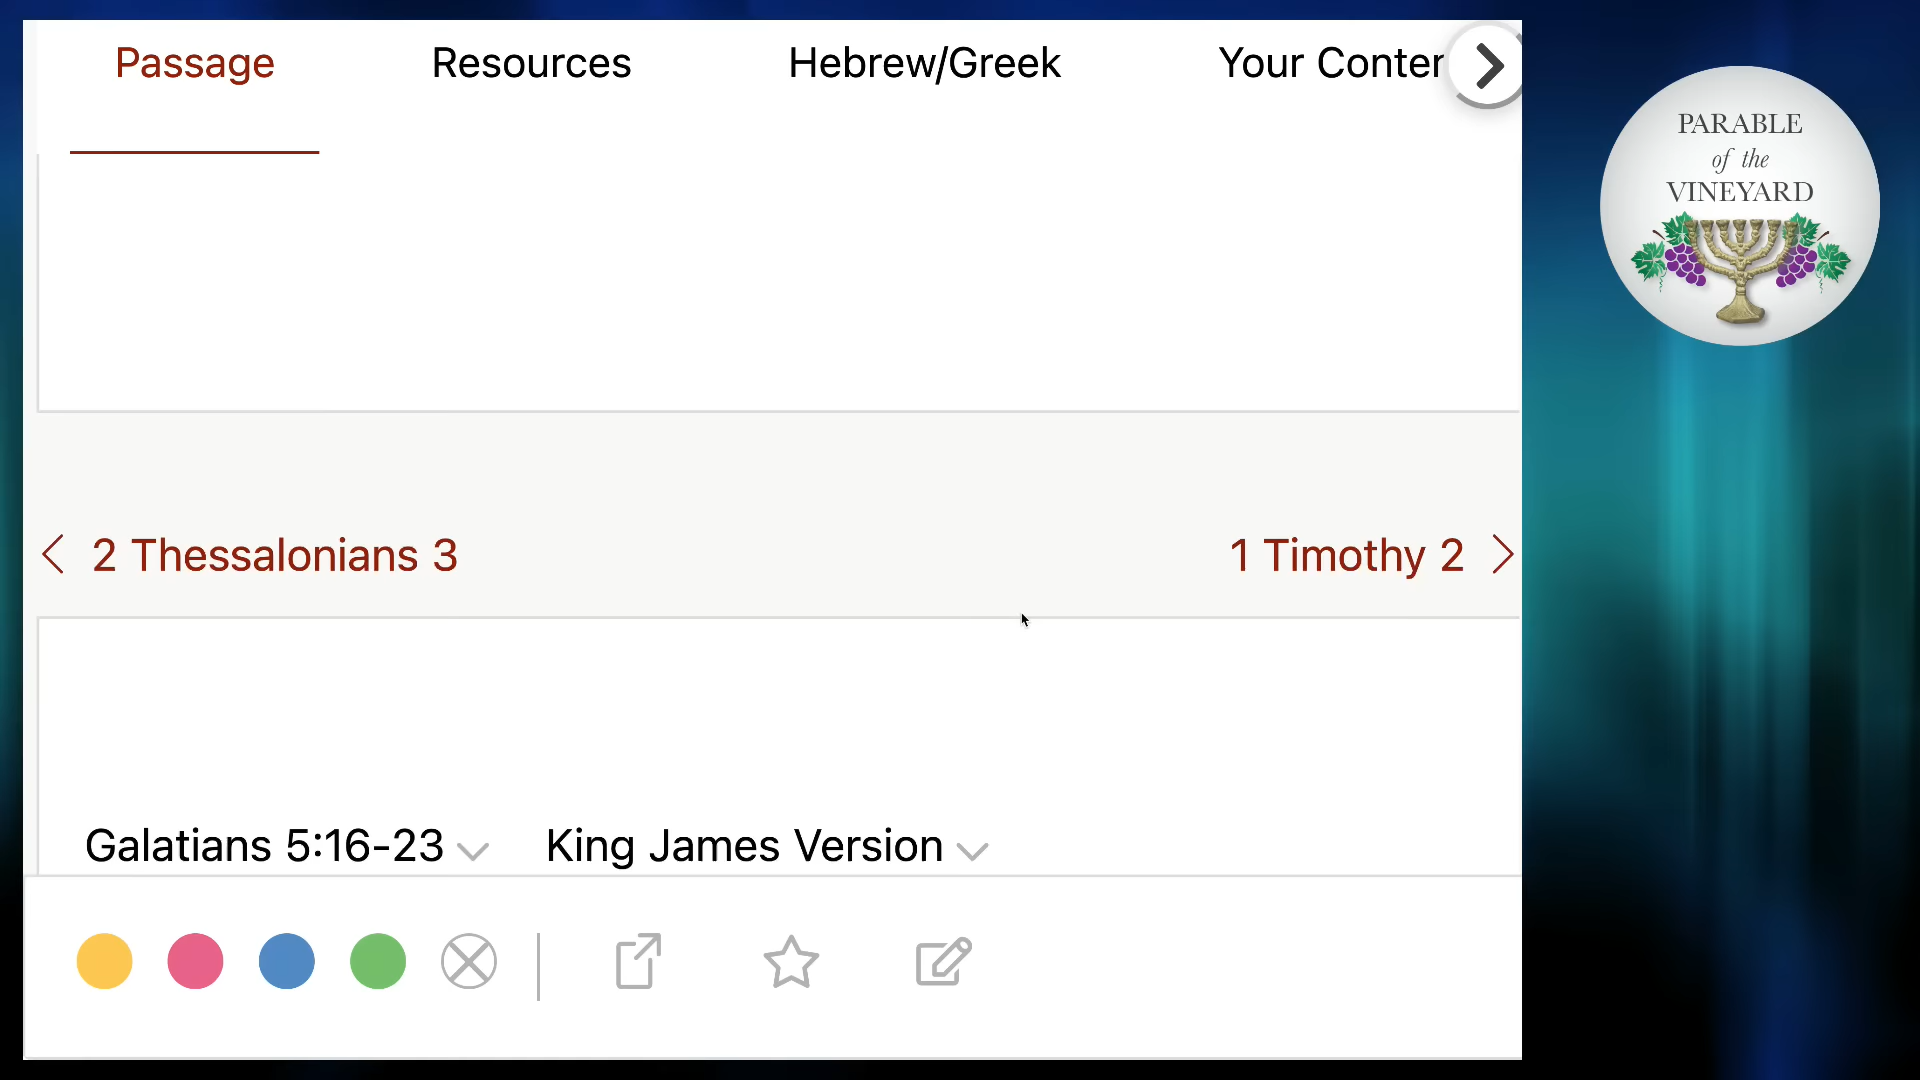 Passage
Resources
Hebrew/Greek
Your Conten
2 Thessalonians 3
1 Timothy 2
Galatians 5:16-23
King James Version
PARABLE
of the
VINEYARD